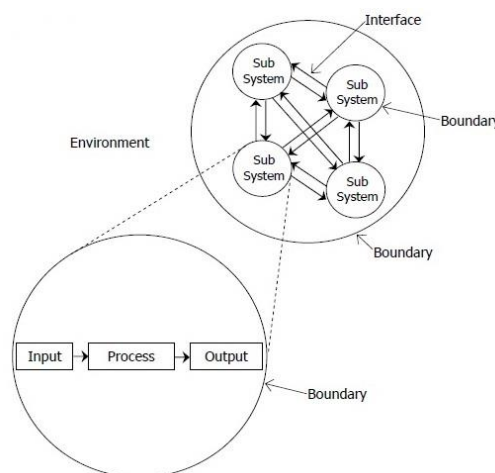 Interface
Sub
System
Sub
System
Boundary
Environment
Sub
System
Sub
System
Boundary
Input
Process
Output
Boundary